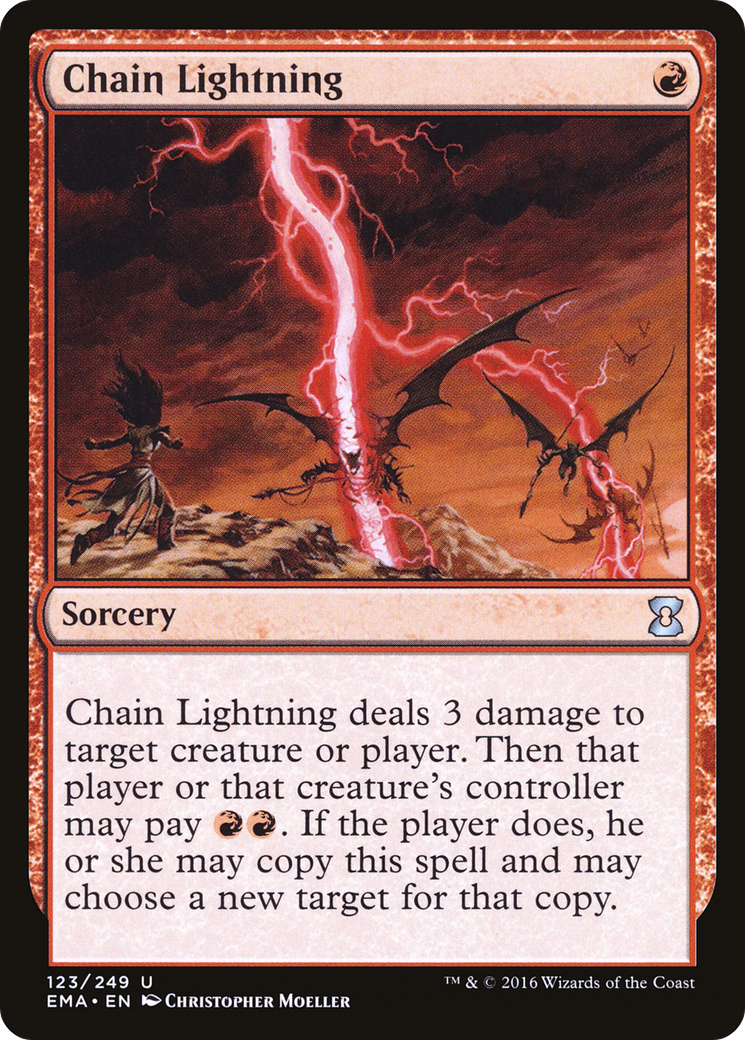 Chain Lightning
Sorcery
Chain Lightning deals 3 damage to
target creature or player. Then that
player or that creature's controller
may pay . If the player does, he
or she may copy this spell and may
choose a new target for that copy.
123/249 U
™ & © 2016 Wizards of the Coast
EMA • EN Christopher Moeller